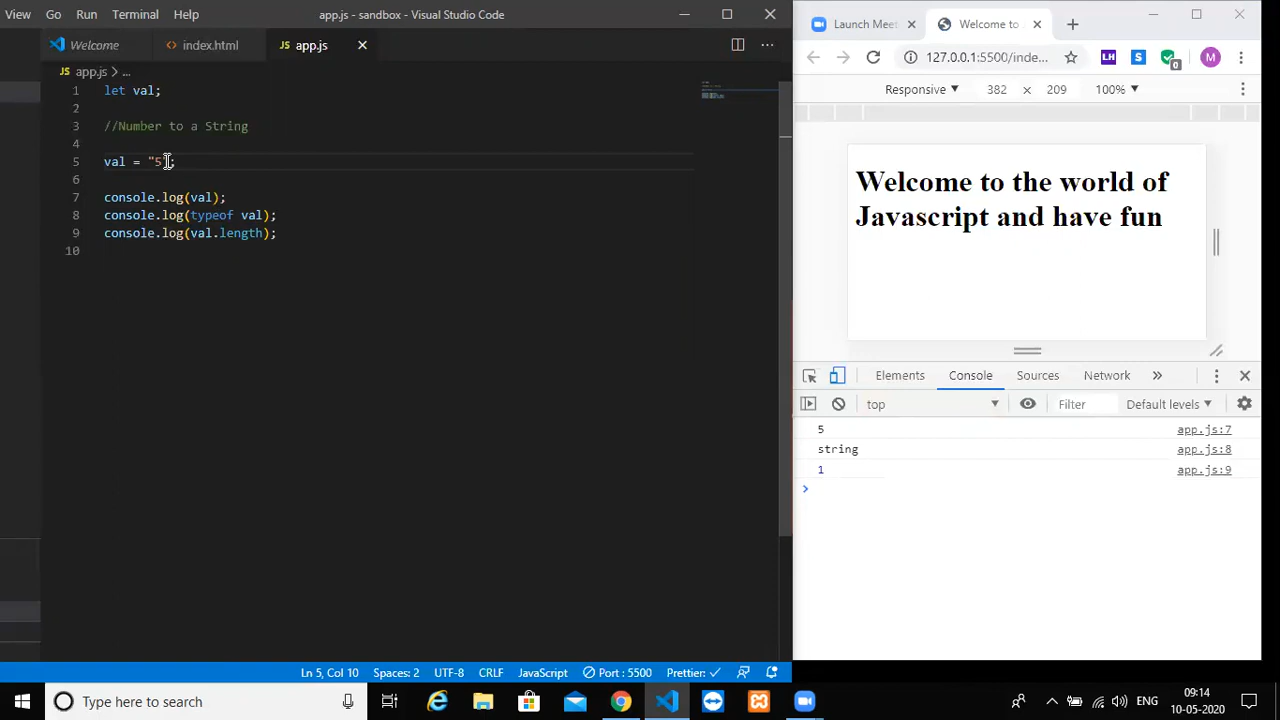 View Go Run Terminal Help app.js - sandbox - Visual Studio Code
Welcome index.html JS app.js
JS app.js > ...
1 let val;
2
3 //Number to a String
4
5 val = "5";
6
7 console.log(val);
8 console.log(typeof val);
9 console.log(val.length);
10
Ln 5, Col 10 Spaces: 2 UTF-8 CRLF JavaScript Port : 5500 Prettier: ✓
Launch Mee Welcome to
127.0.0.1:5500/inde... LH S 0 M
Responsive 382 × 209 100%
Welcome to the world of
Javascript and have fun
Elements Console Sources Network »
top Filter Default levels
5 app.js:7
string app.js:8
1 app.js:9
>
Type here to search
ENG 09:14
10-05-2020